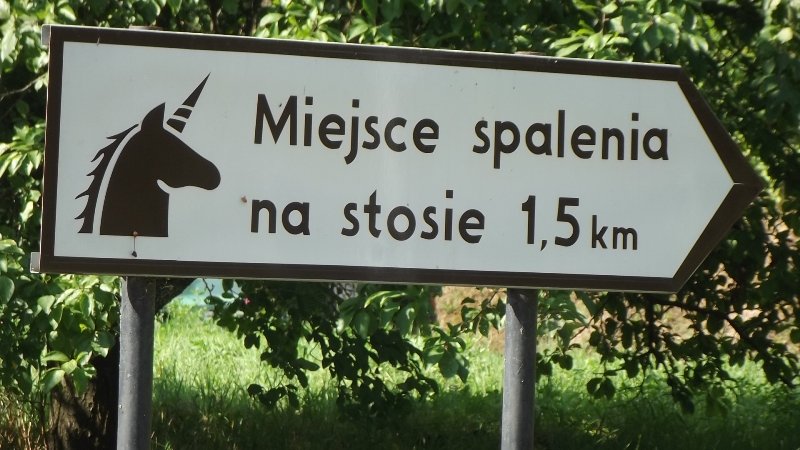 Miejsce spalenia
na stosie 1,5 km